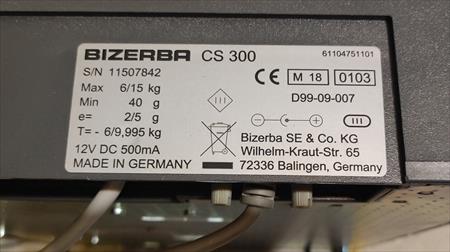 BIZERBA CS 300 61104751101
S/N 11507842
Max 6/15 kg
Min 40 g
e= 2/5 g
T= - 6/9,995 kg
12V DC 500mA
MADE IN GERMANY
CE M 18 0103
D99-09-007
III
III
Bizerba SE & Co. KG
Wilhelm-Kraut-Str. 65
72336 Balingen, Germany